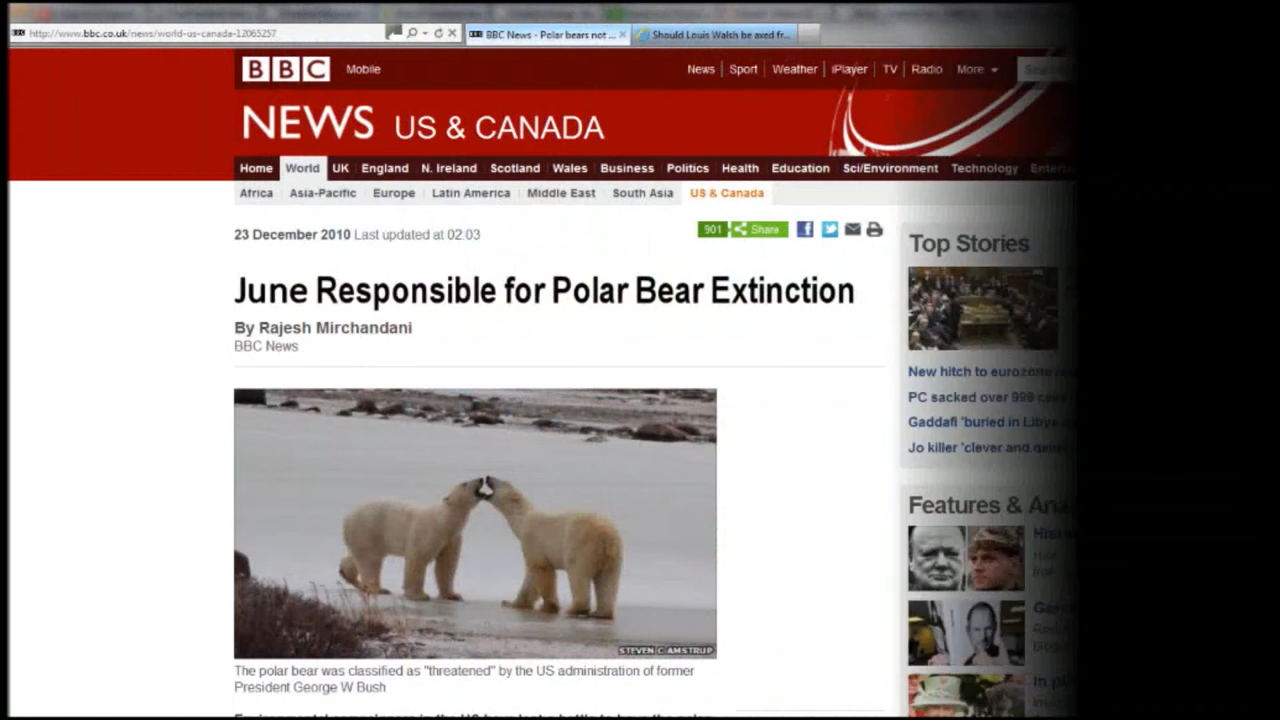 http://www.bbc.co.uk/news/world-us-canada-12065257
BBC News - Polar bears not ...
Should Louis Walsh be axed fr...
BBC Mobile
News Sport Weather iPlayer TV Radio More
NEWS US & CANADA
Home World UK England N. Ireland Scotland Wales Business Politics Health Education Sci/Environment Technology
Africa Asia-Pacific Europe Latin America Middle East South Asia US & Canada
23 December 2010 Last updated at 02:03
901 Share
June Responsible for Polar Bear Extinction
By Rajesh Mirchandani
BBC News
STEVEN C AMSTRUP
The polar bear was classified as "threatened" by the US administration of former
President George W Bush
Top Stories
New hitch to eurozone
PC sacked over 999
Gaddafi 'buried in Libya
Jo killer 'clever and
Features &